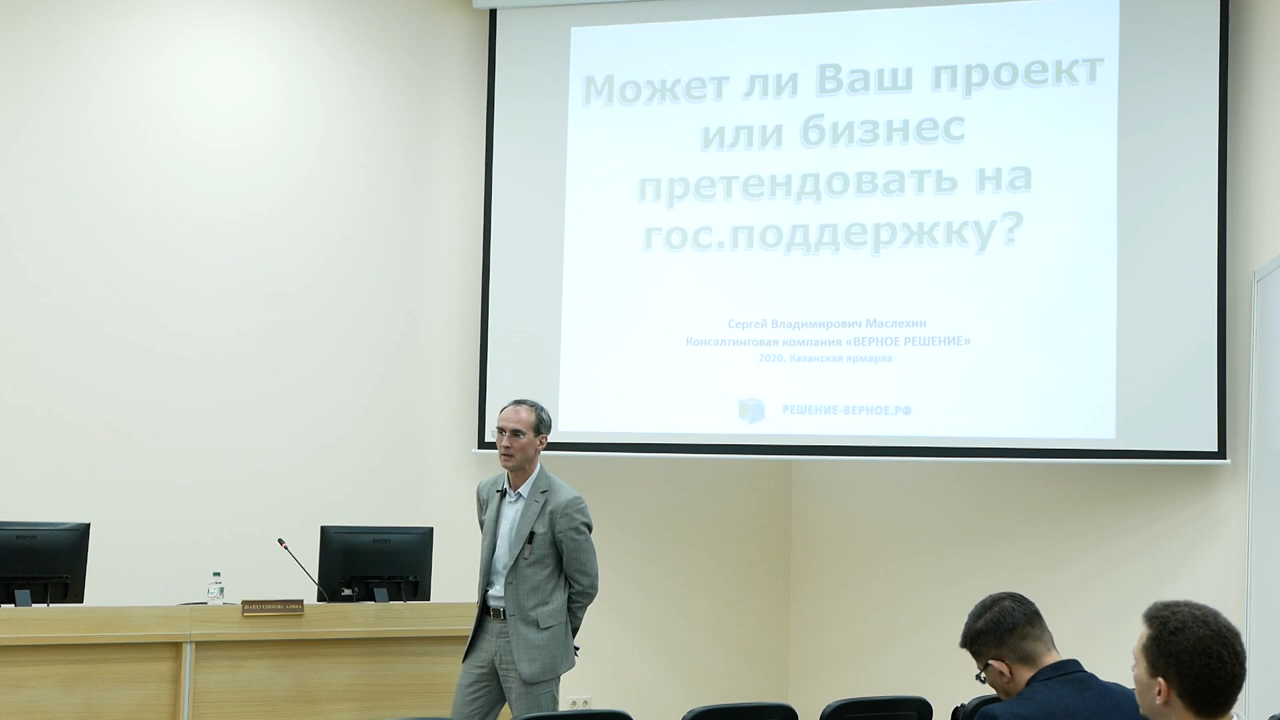 Может ли Ваш проект
или бизнес
претендовать на
гос.поддержку?
Сергей Владимирович Маслехин
Консалтинговая компания «ВЕРНОЕ РЕШЕНИЕ»
2020, Казанская ярмарка
РЕШЕНИЕ-ВЕРНОЕ.РФ